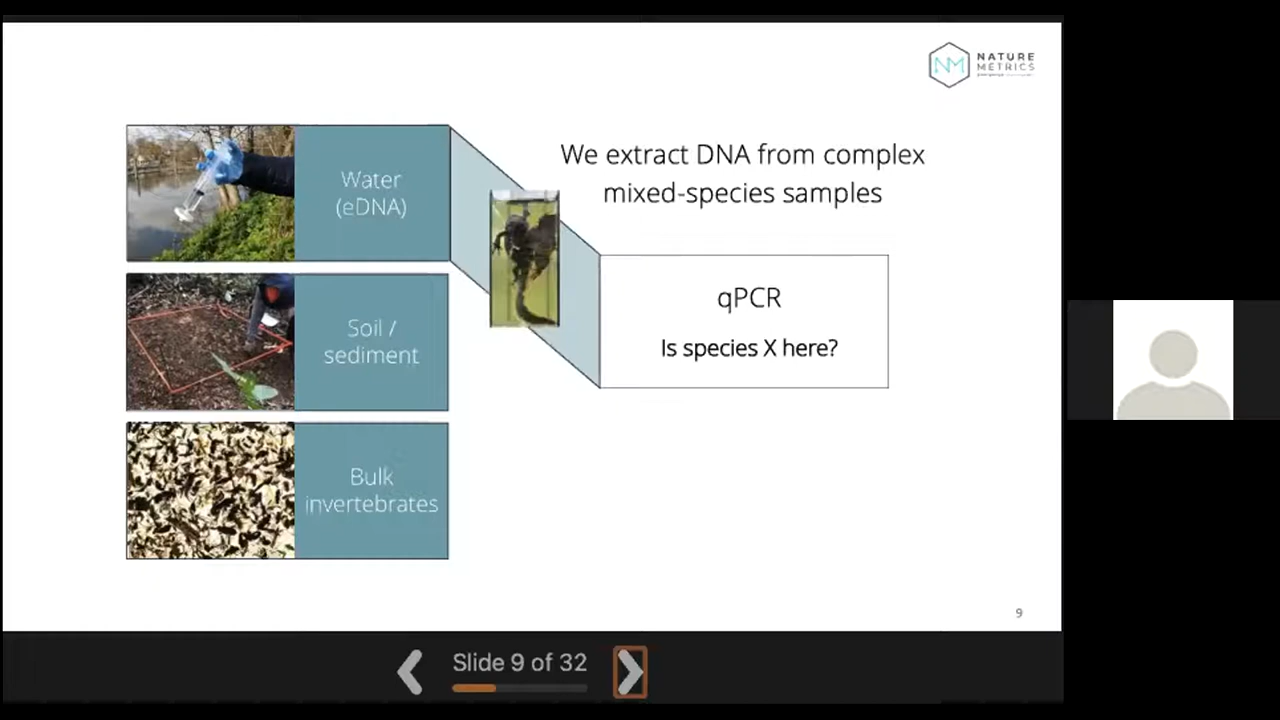 NATURE
METRICS
We extract DNA from complex
mixed-species samples
Water
(eDNA)
qPCR
Is species X here?
Soil /
sediment
Bulk
invertebrates
9
Slide 9 of 32